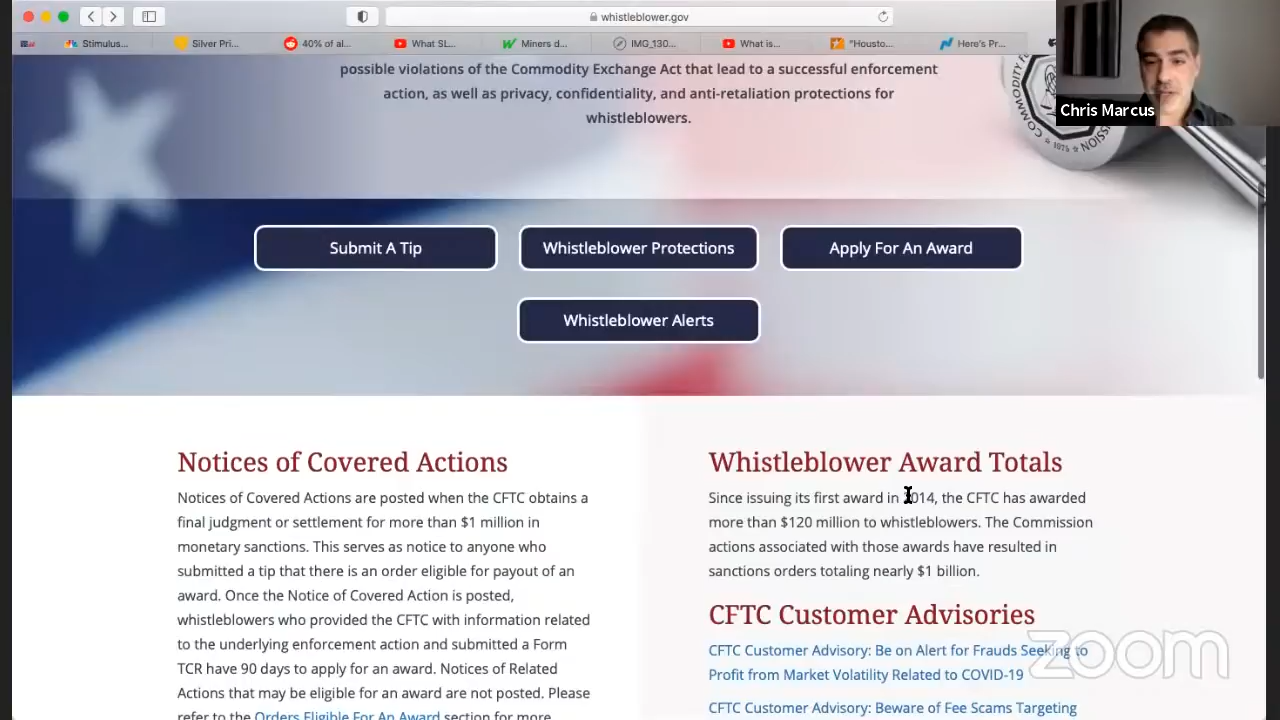 whistleblower.gov
Stimulus...
Silver Pri...
40% of al...
What SL...
Miners d...
IMG_130...
What is...
"Housto...
Here's Pr...
possible violations of the Commodity Exchange Act that lead to a successful enforcement
action, as well as privacy, confidentiality, and anti-retaliation protections for
whistleblowers.
Chris Marcus
COMMODITY
1975
SSION
Submit A Tip
Whistleblower Protections
Apply For An Award
Whistleblower Alerts
Notices of Covered Actions
Notices of Covered Actions are posted when the CFTC obtains a
final judgment or settlement for more than $1 million in
monetary sanctions. This serves as notice to anyone who
submitted a tip that there is an order eligible for payout of an
award. Once the Notice of Covered Action is posted,
whistleblowers who provided the CFTC with information related
to the underlying enforcement action and submitted a Form
TCR have 90 days to apply for an award. Notices of Related
Actions that may be eligible for an award are not posted. Please
refer to the Orders Eligible For An Award section for more
Whistleblower Award Totals
Since issuing its first award in 2014, the CFTC has awarded
more than $120 million to whistleblowers. The Commission
actions associated with those awards have resulted in
sanctions orders totaling nearly $1 billion.
CFTC Customer Advisories
CFTC Customer Advisory: Be on Alert for Frauds Seeking to
Profit from Market Volatility Related to COVID-19
CFTC Customer Advisory: Beware of Fee Scams Targeting
zoom